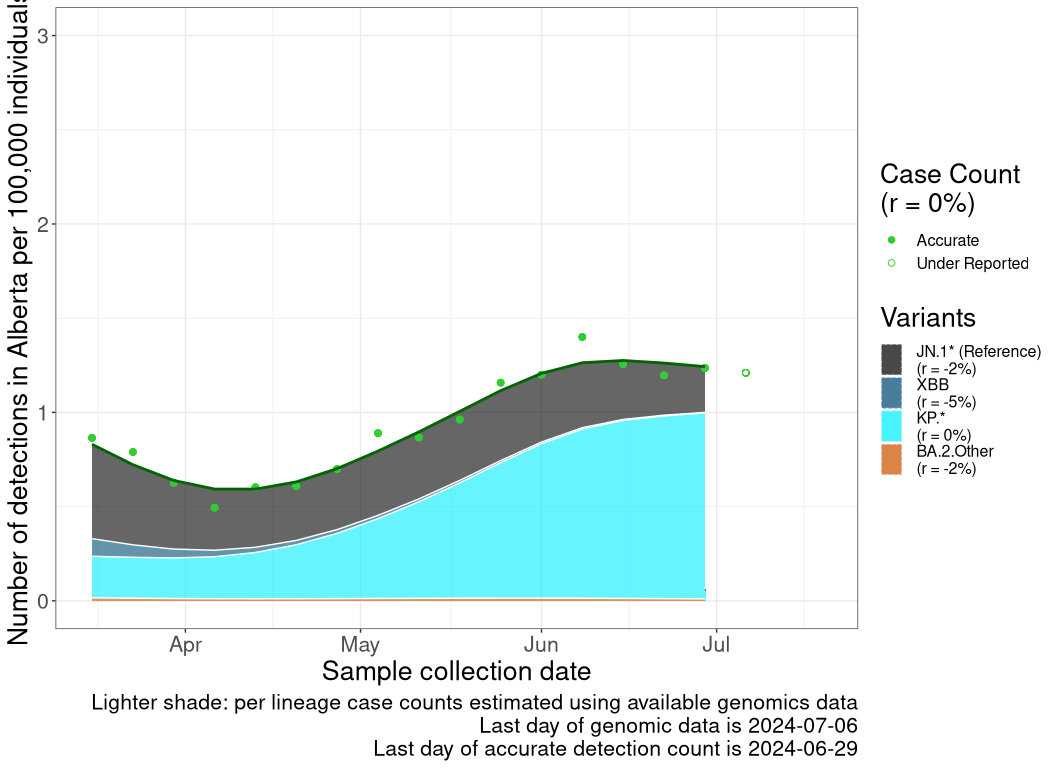 Number of detections in Alberta per 100,000 individuals
3
2
1
0
Apr
May
Jun
Jul
Sample collection date
Lighter shade: per lineage case counts estimated using available genomics data
Last day of genomic data is 2024-07-06
Last day of accurate detection count is 2024-06-29
Case Count
(r = 0%)
Accurate
Under Reported
Variants
JN.1* (Reference)
(r = -2%)
XBB
(r = -5%)
KP.*
(r = 0%)
BA.2.Other
(r = -2%)